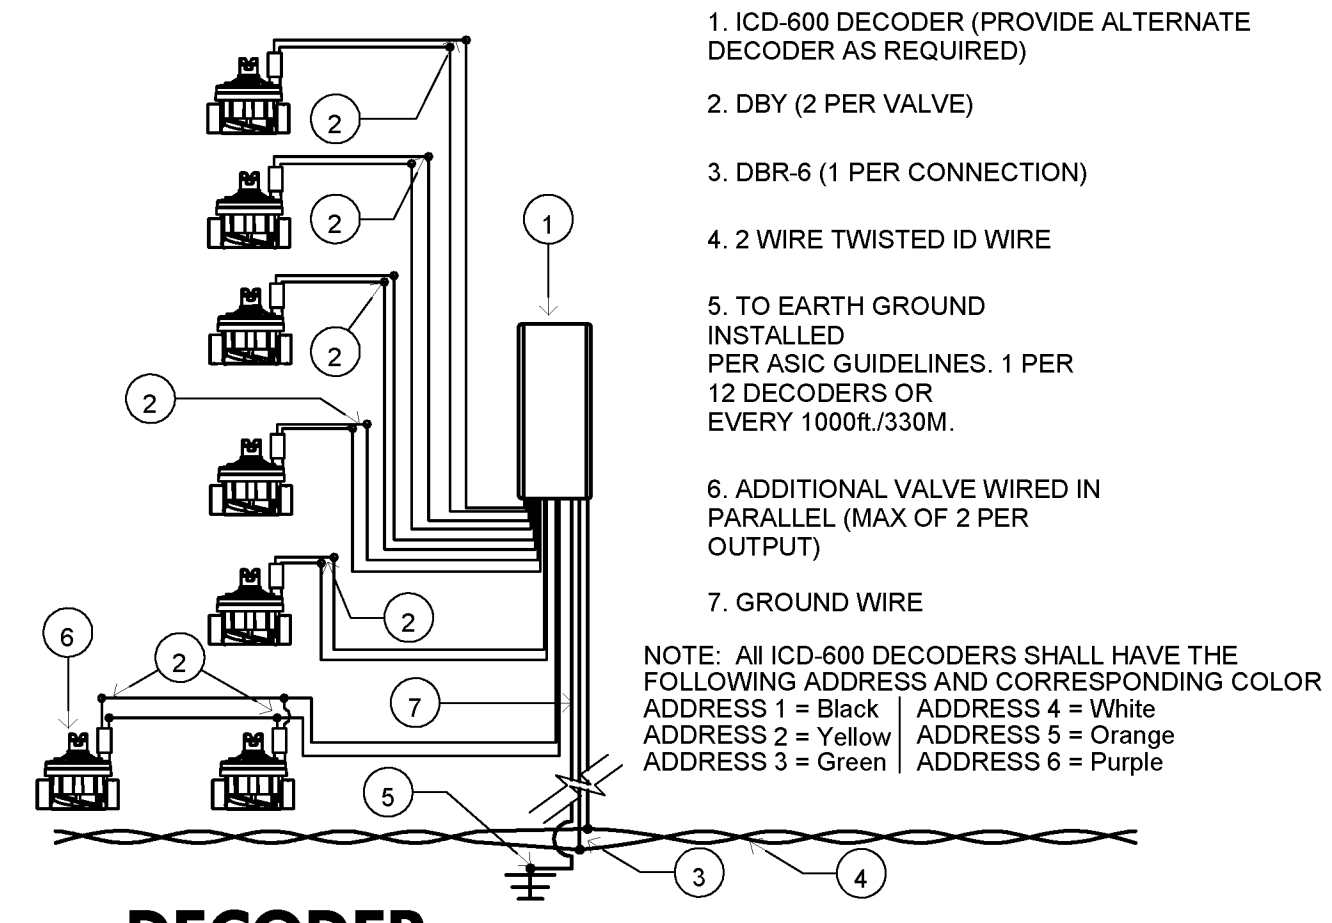 1. ICD-600 DECODER (PROVIDE ALTERNATE
DECODER AS REQUIRED)
2. DBY (2 PER VALVE)
3. DBR-6 (1 PER CONNECTION)
4. 2 WIRE TWISTED ID WIRE
5. TO EARTH GROUND
INSTALLED
PER ASIC GUIDELINES. 1 PER
12 DECODERS OR
EVERY 1000ft./330M.
6. ADDITIONAL VALVE WIRED IN
PARALLEL (MAX OF 2 PER
OUTPUT)
7. GROUND WIRE
NOTE: All ICD-600 DECODERS SHALL HAVE THE
FOLLOWING ADDRESS AND CORRESPONDING COLOR
ADDRESS 1 = Black | ADDRESS 4 = White
ADDRESS 2 = Yellow | ADDRESS 5 = Orange
ADDRESS 3 = Green | ADDRESS 6 = Purple
2
2
1
2
2
2
6
2
7
5
3
4
DECODER